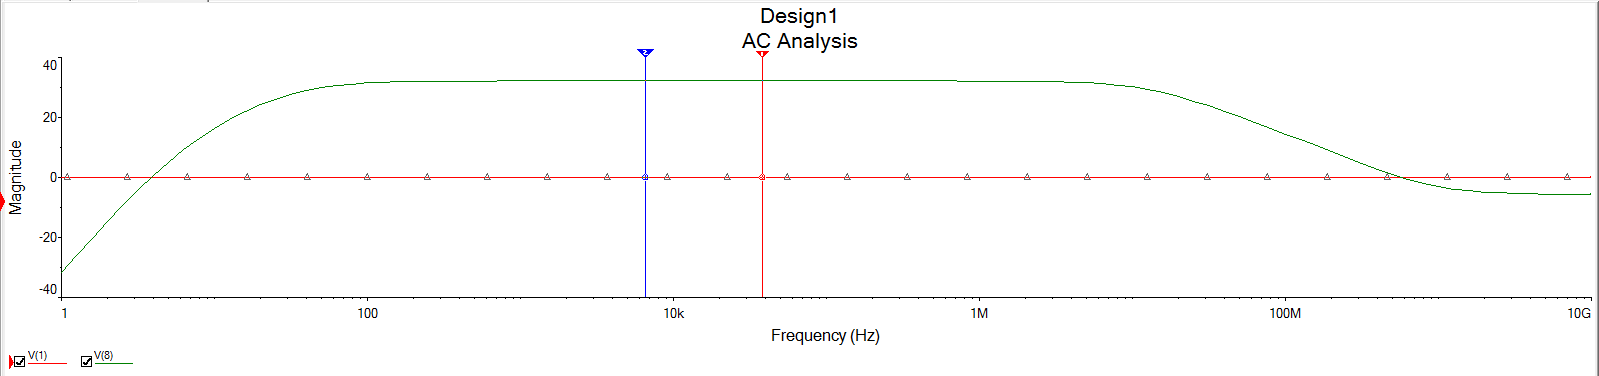 Design1
AC Analysis
40
20
0
-20
-40
Magnitude
1 100 10k 1M 100M 10G
Frequency (Hz)
V(1) V(8)